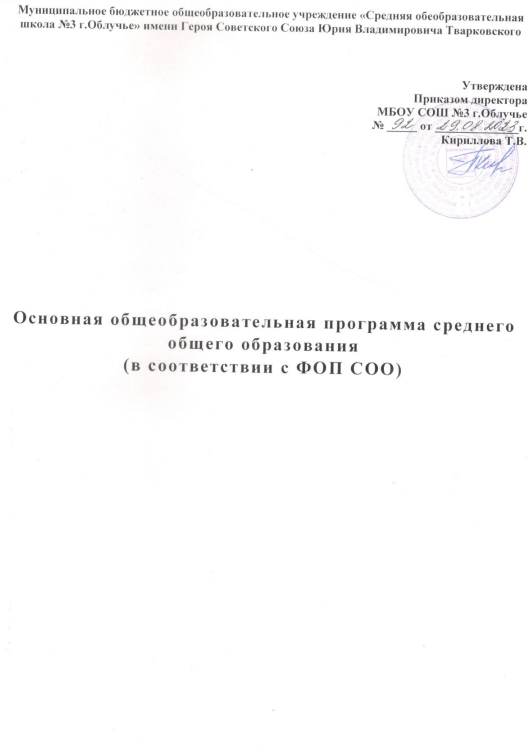 Муниципальное бюджетное общеобразовательное учреждение «Средняя обеобразовательная
школа №3 г.Облучье» имени Героя Советского Союза Юрия Владимировича Тварковского
Утверждена
Приказом директора
МБОУ СОШ №3 г.Облучье
№ 92 от 29.08.2023 г.
Кириллова Т.В.
Основная общеобразовательная программа среднего
общего образования
(в соответствии с ФОП СОО)